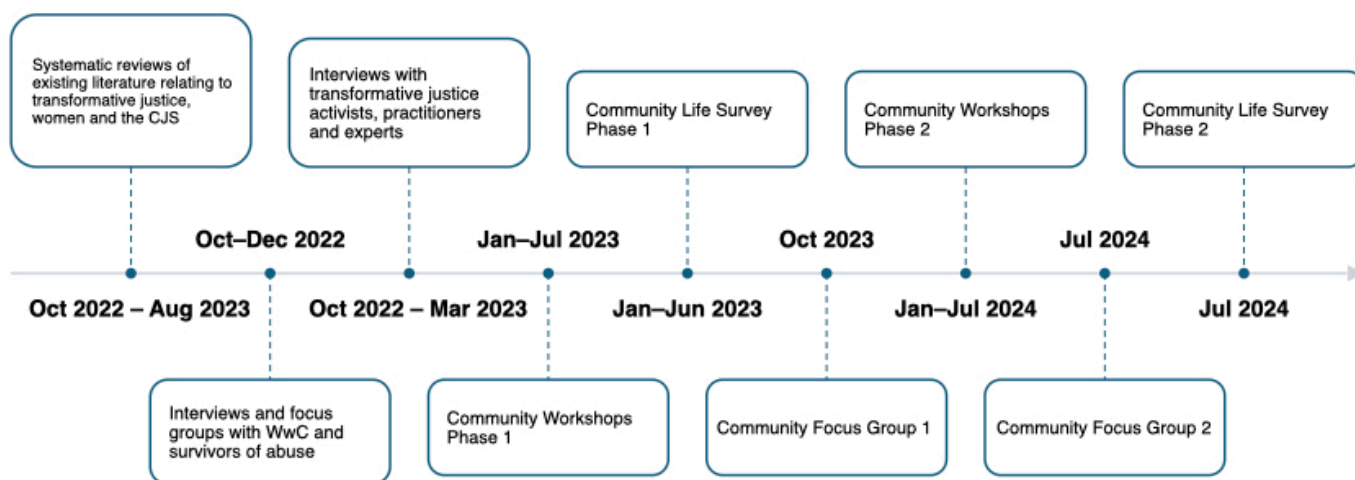 Systematic reviews of
existing literature relating to
transformative justice,
women and the CJS
Interviews with
transformative justice
activists, practitioners
and experts
Community Life Survey
Phase 1
Community Workshops
Phase 2
Community Life Survey
Phase 2
Oct–Dec 2022
Jan–Jul 2023
Oct 2023
Jul 2024
Oct 2022 – Aug 2023
Oct 2022 – Mar 2023
Jan–Jun 2023
Jan–Jul 2024
Jul 2024
Interviews and focus
groups with WwC and
survivors of abuse
Community Workshops
Phase 1
Community Focus Group 1
Community Focus Group 2